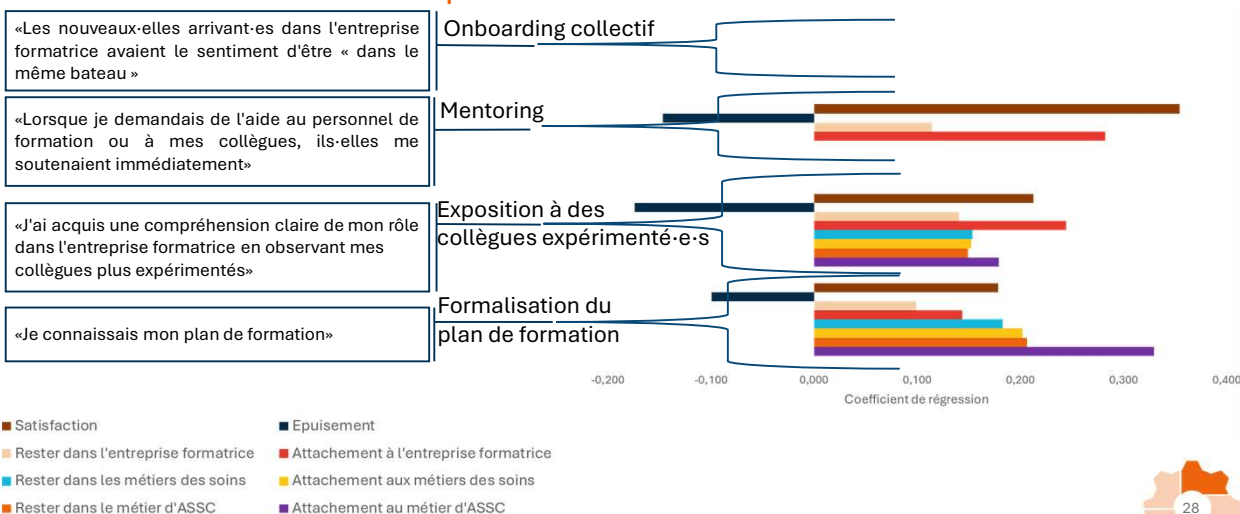 «Les nouveaux·elles arrivant·es dans l'entreprise
formatrice avaient le sentiment d'être « dans le
même bateau »
Onboarding collectif
«Lorsque je demandais de l'aide au personnel de
formation ou à mes collègues, ils·elles me
soutenaient immédiatement»
Mentoring
«J'ai acquis une compréhension claire de mon rôle
dans l'entreprise formatrice en observant mes
collègues plus expérimentés»
Exposition à des
collègues expérimenté·e·s
«Je connaissais mon plan de formation»
Formalisation du
plan de formation
-0,200 -0,100 0,000 0,100 0,200 0,300 0,400
Coefficient de régression
Satisfaction
Epuisement
Rester dans l'entreprise formatrice
Attachement à l'entreprise formatrice
Rester dans les métiers des soins
Attachement aux métiers des soins
Rester dans le métier d'ASSC
Attachement au métier d'ASSC
28